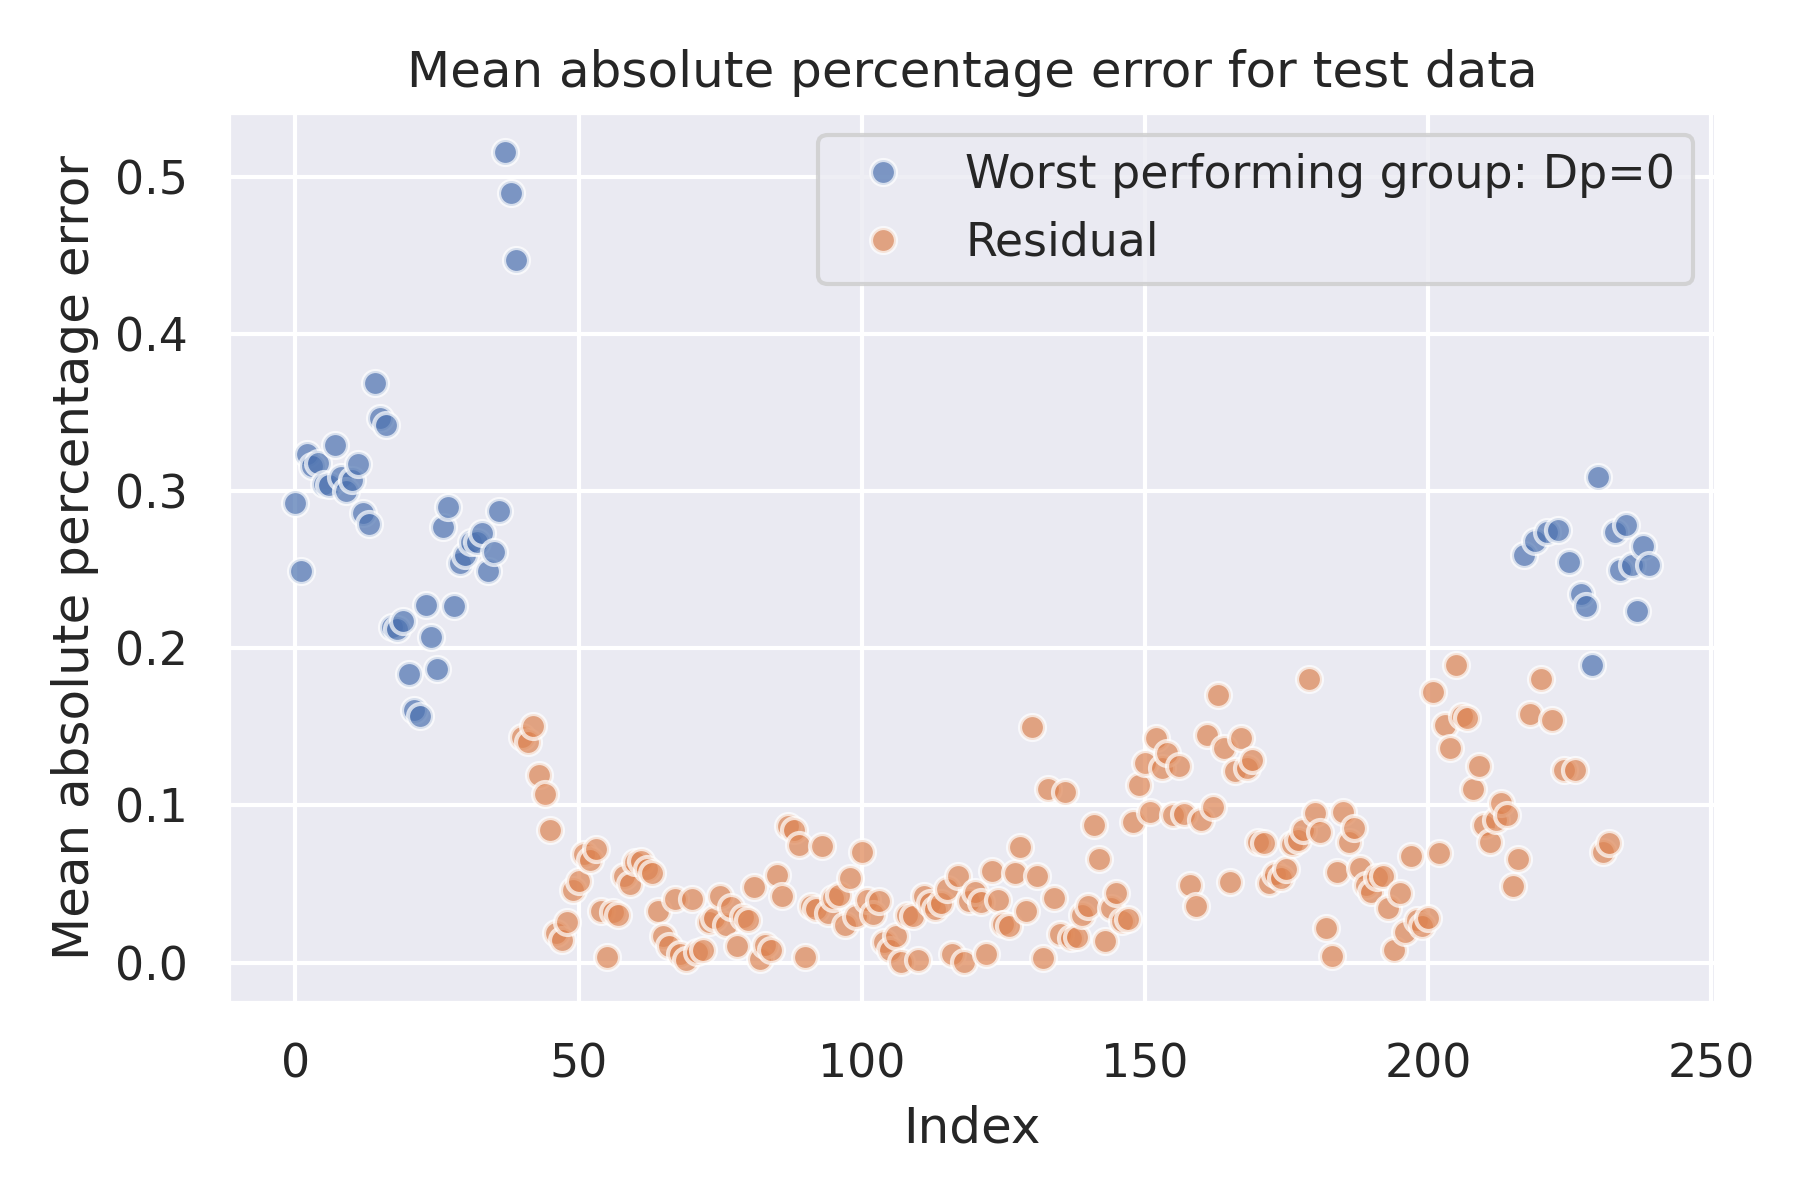 Mean absolute percentage error for test data
Mean absolute percentage error
0.5
0.4
0.3
0.2
0.1
0.0
Worst performing group: Dp=0
Residual
0 50 100 150 200 250
Index